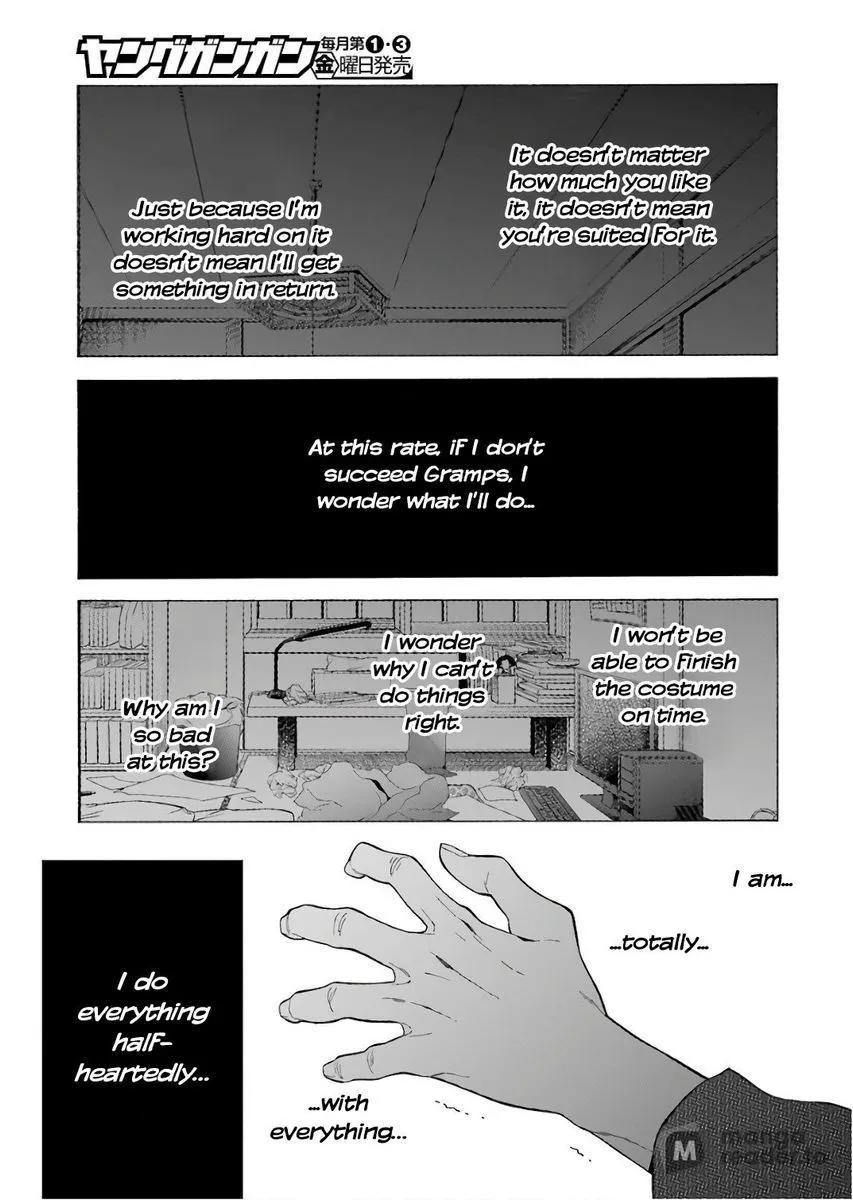 ヤングガンガン
毎月第1・3
金曜日発売
It doesn't matter
how much you like
it, it doesn't mean
you're suited For it.
Just because I'm
working hard on it
doesn't mean I'll get
something in return.
At this rate, if I don't
succeed Gramps, I
wonder what I'll do...
I won't be
able to Finish
the costume
on time.
I wonder
why I can't
do things
right.
Why am I
so bad
at this?
I am...
...totally...
...with
everything...
I do
everything
half-
heartedly...
M manga
reader.to